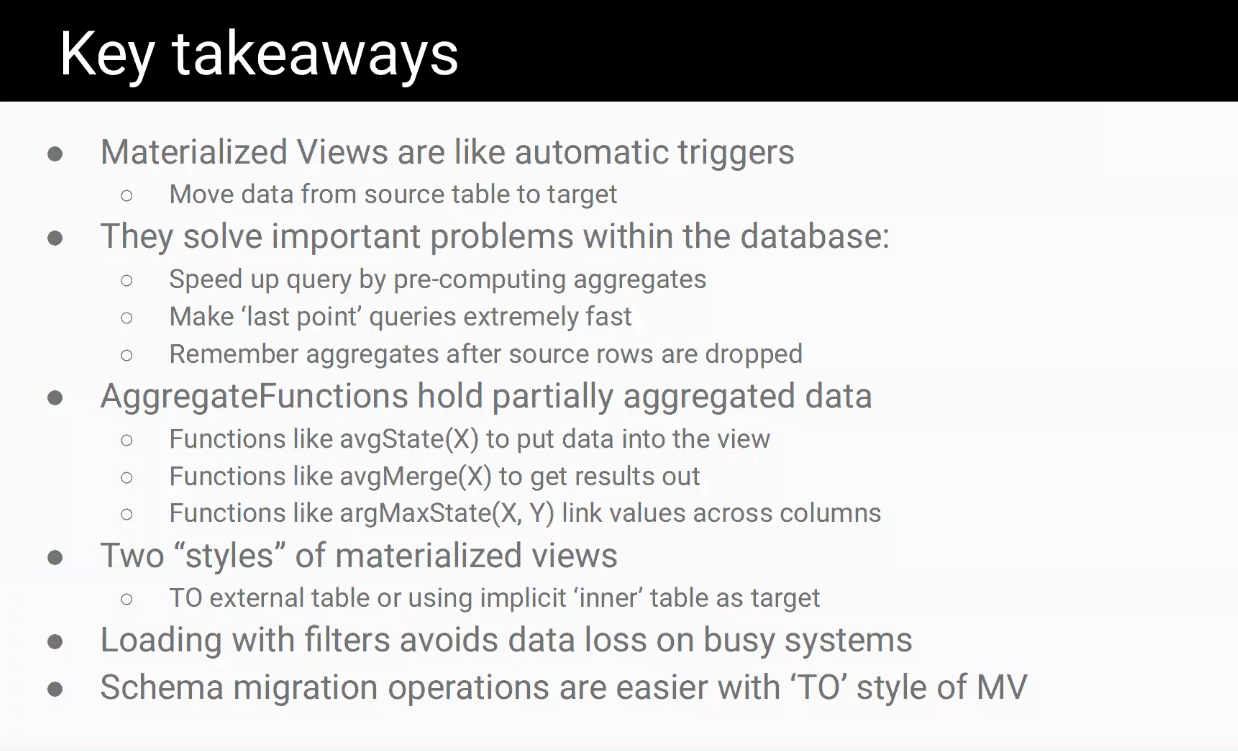 Key takeaways
● Materialized Views are like automatic triggers
○ Move data from source table to target
● They solve important problems within the database:
○ Speed up query by pre-computing aggregates
○ Make ‘last point’ queries extremely fast
○ Remember aggregates after source rows are dropped
● AggregateFunctions hold partially aggregated data
○ Functions like avgState(X) to put data into the view
○ Functions like avgMerge(X) to get results out
○ Functions like argMaxState(X, Y) link values across columns
● Two “styles” of materialized views
○ TO external table or using implicit ‘inner’ table as target
● Loading with filters avoids data loss on busy systems
● Schema migration operations are easier with ‘TO’ style of MV